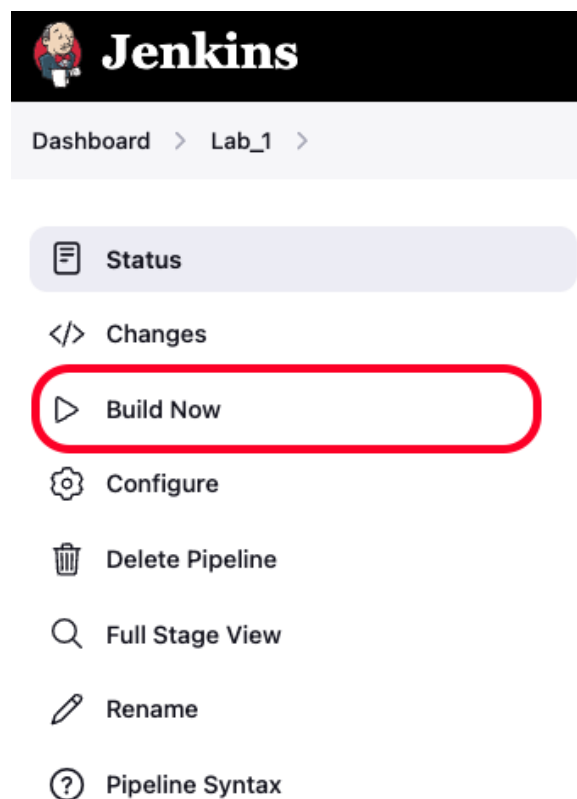 Jenkins
Dashboard > Lab_1 >
Status
Changes
Build Now
Configure
Delete Pipeline
Full Stage View
Rename
Pipeline Syntax